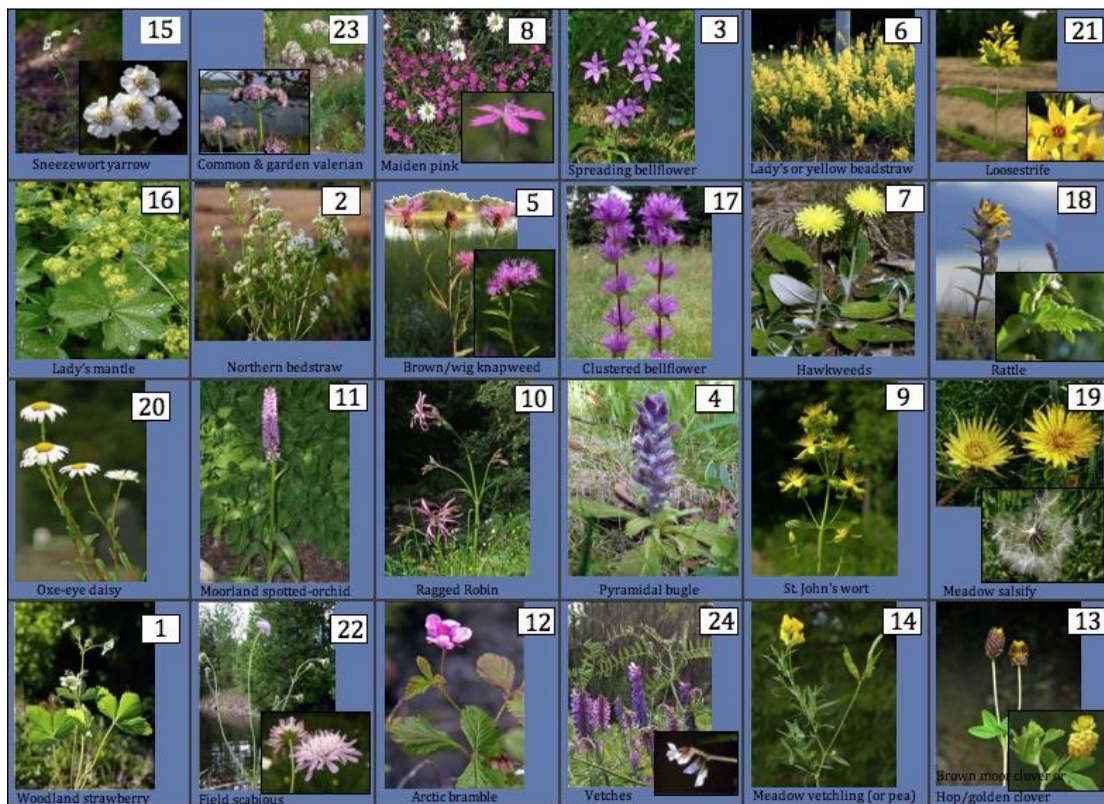 15
23
8
3
6
21
Sneezewort yarrow
Common & garden valerian
Maiden pink
Spreading bellflower
Lady's or yellow beadstraw
Loosestrife
16
2
5
17
7
18
Lady's mantle
Northern bedstraw
Brown/wig knapweed
Clustered bellflower
Hawkweeds
Rattle
20
11
10
4
9
19
Oxe-eye daisy
Moorland spotted-orchid
Ragged Robin
Pyramidal bugle
St. John's wort
Meadow salsify
1
22
12
24
14
13
Woodland strawberry
Field scabious
Arctic bramble
Vetches
Meadow vetchling (or pea)
Brown moor clover or
Hop/golden clover